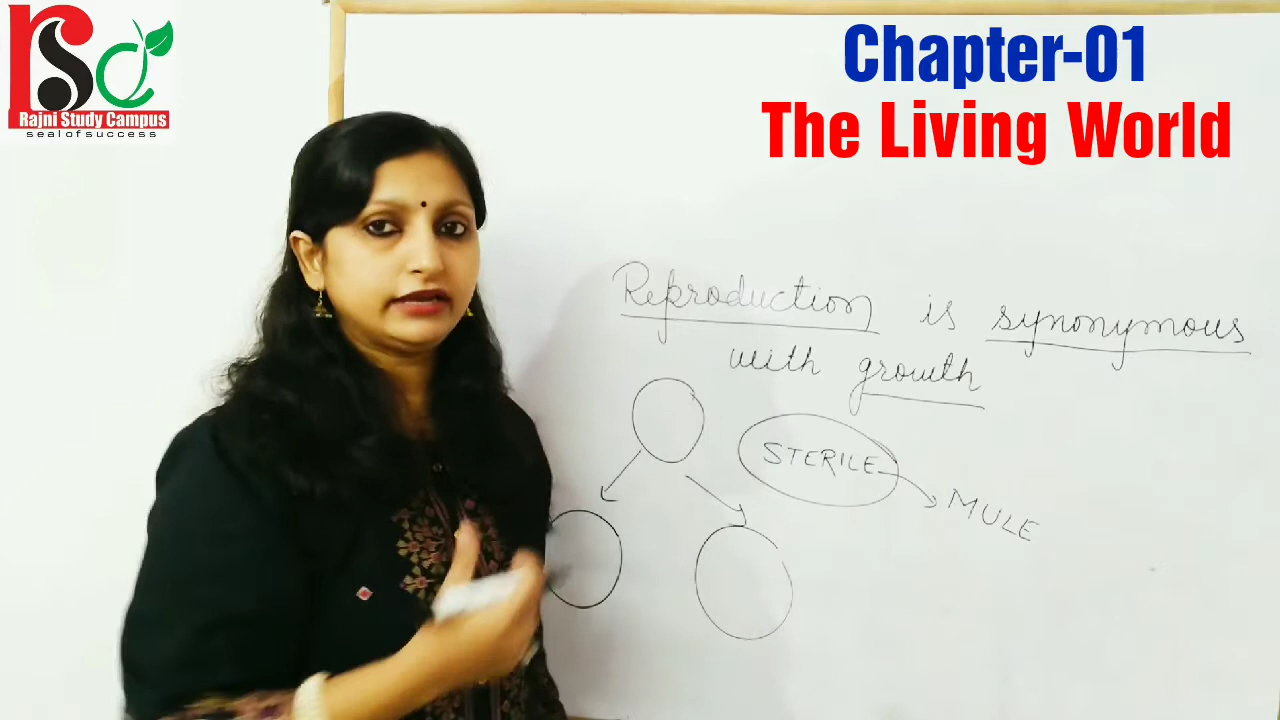 rsc
Rajni Study Campus
seal of success
Chapter-01
The Living World
Reproduction is synonymous
with growth
STERILE
MULE